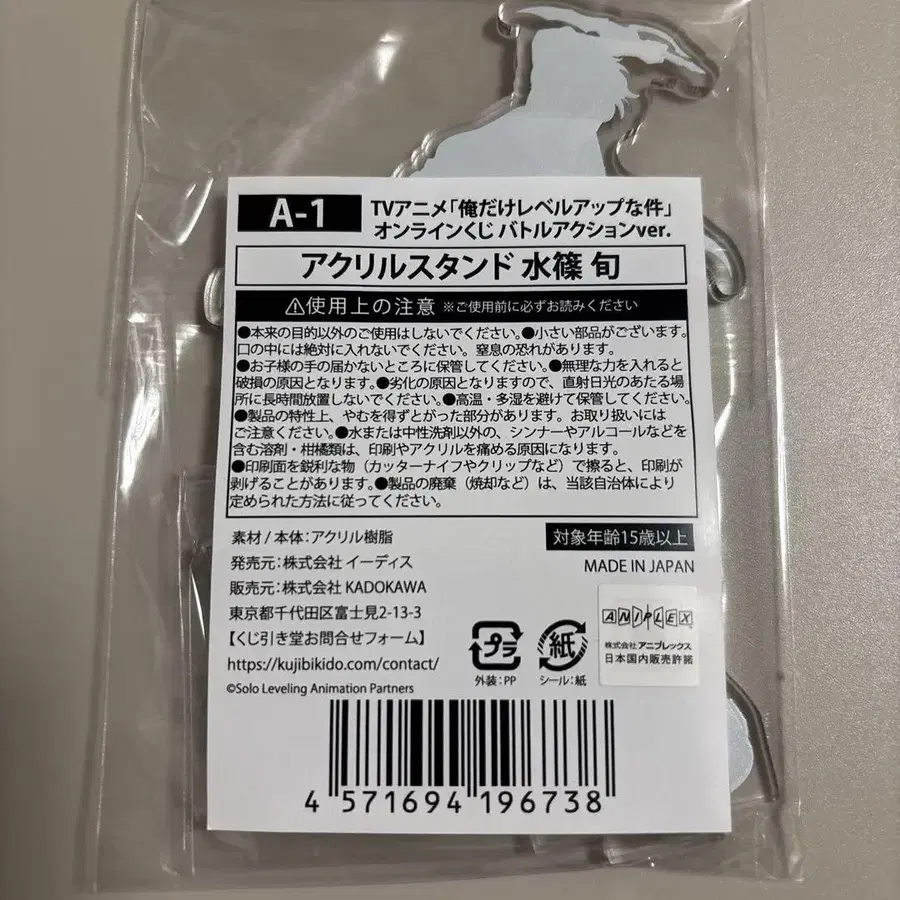 A-1
TVアニメ「俺だけレベルアップな件」
オンラインくじ バトルアクションver.
アクリルスタンド 水篠 旬
⚠使用上の注意 ※ご使用前に必ずお読みください
●本来の目的以外のご使用はしないでください。●小さい部品がございます。
口の中には絶対に入れないでください。窒息の恐れがあります。
●お子様の手の届かないところに保管してください。●無理な力を入れると
破損の原因となります。●劣化の原因となりますので、直射日光のあたる場
所に長時間放置しないでください。●高温・多湿を避けて保管してください。
●製品の特性上、やむを得ずとがった部分があります。お取り扱いには
ご注意ください。●水または中性洗剤以外の、シンナーやアルコールなどを
含む溶剤・柑橘類は、印刷やアクリルを痛める原因になります。
●印刷面を鋭利な物（カッターナイフやクリップなど）で擦ると、印刷が
剥げることがあります。●製品の廃棄（焼却など）は、当該自治体により
定められた方法に従ってください。
素材 / 本体：アクリル樹脂
発売元：株式会社 イーディス
販売元：株式会社 KADOKAWA
東京都千代田区富士見2-13-3
【くじ引き堂お問合せフォーム】
https://kujibikido.com/contact/
©Solo Leveling Animation Partners
対象年齢15歳以上
MADE IN JAPAN
プラ
外装：PP
紙
シール：紙
ANIPLEX
株式会社 アニプレックス
日本国内販売許諾
4 571694 196738